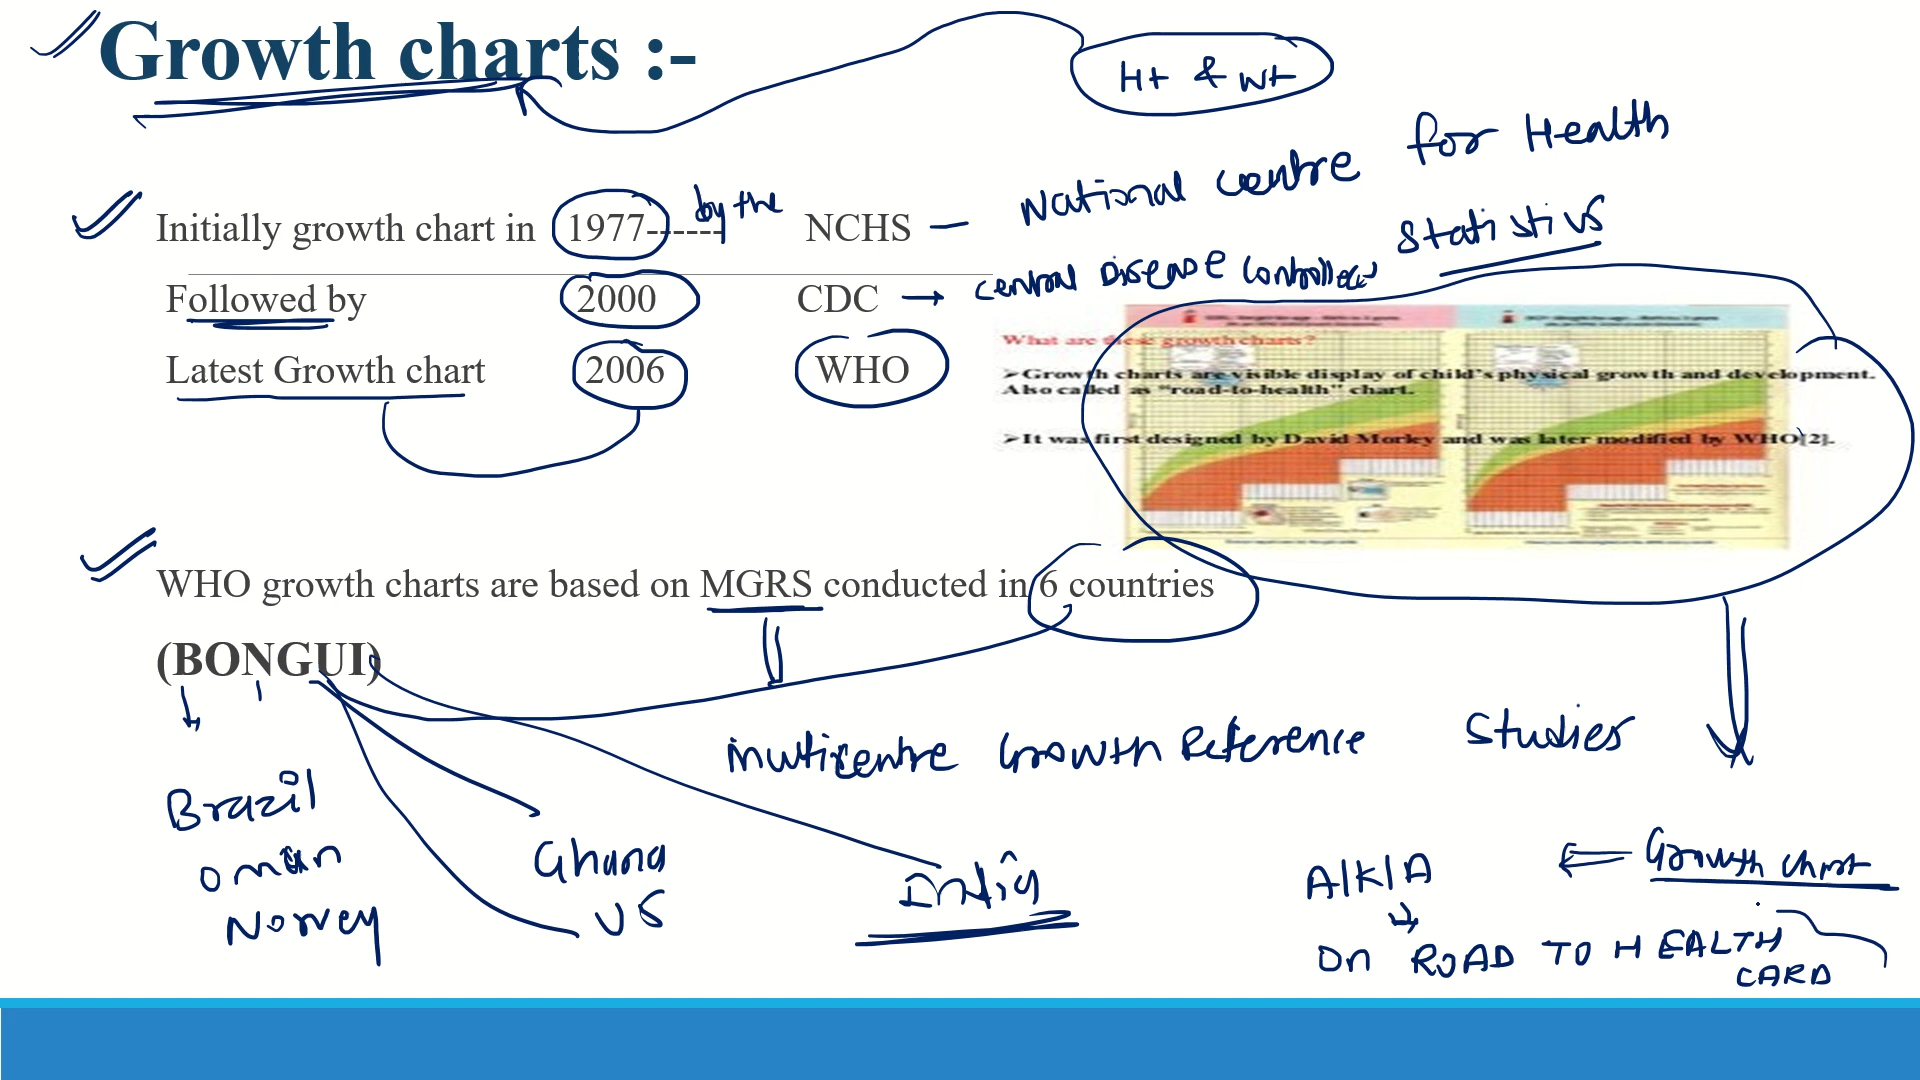 Growth charts :-
Ht & wt
Initially growth chart in 1977------ by the NCHS — National centre for Health
Statistivs
Followed by 2000 CDC → central Disease
Latest Growth chart 2006 WHO
What are these growth charts?
➢Growth charts are visible display of child's physical growth and development.
Also called as "road-to-health" chart.
➢It was first designed by David Morley and was later modified by WHO[2].
WHO growth charts are based on MGRS conducted in 6 countries
(BONGUI)
multicentre Growth Reference Studies
Brazil
oman
Norvey
Ghana
US
India
A/K/A ← Growth chart
on ROAD TO HEALTH
CARD